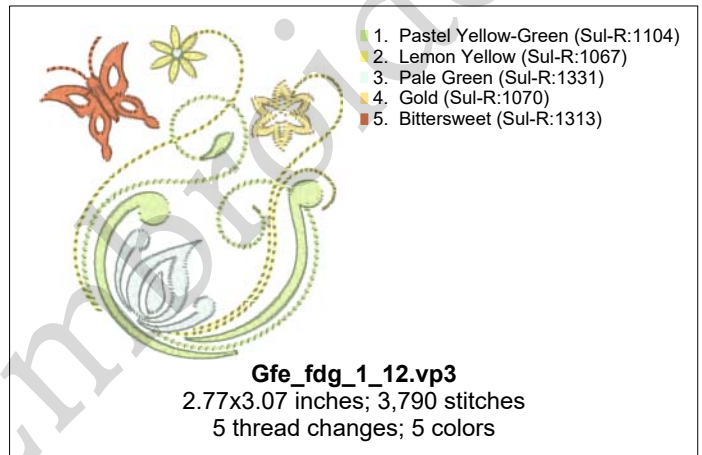 1. Pastel Yellow-Green (Sul-R:1104)
2. Lemon Yellow (Sul-R:1067)
3. Pale Green (Sul-R:1331)
4. Gold (Sul-R:1070)
5. Bittersweet (Sul-R:1313)
Gfe_fdg_1_12.vp3
2.77x3.07 inches; 3,790 stitches
5 thread changes; 5 colors